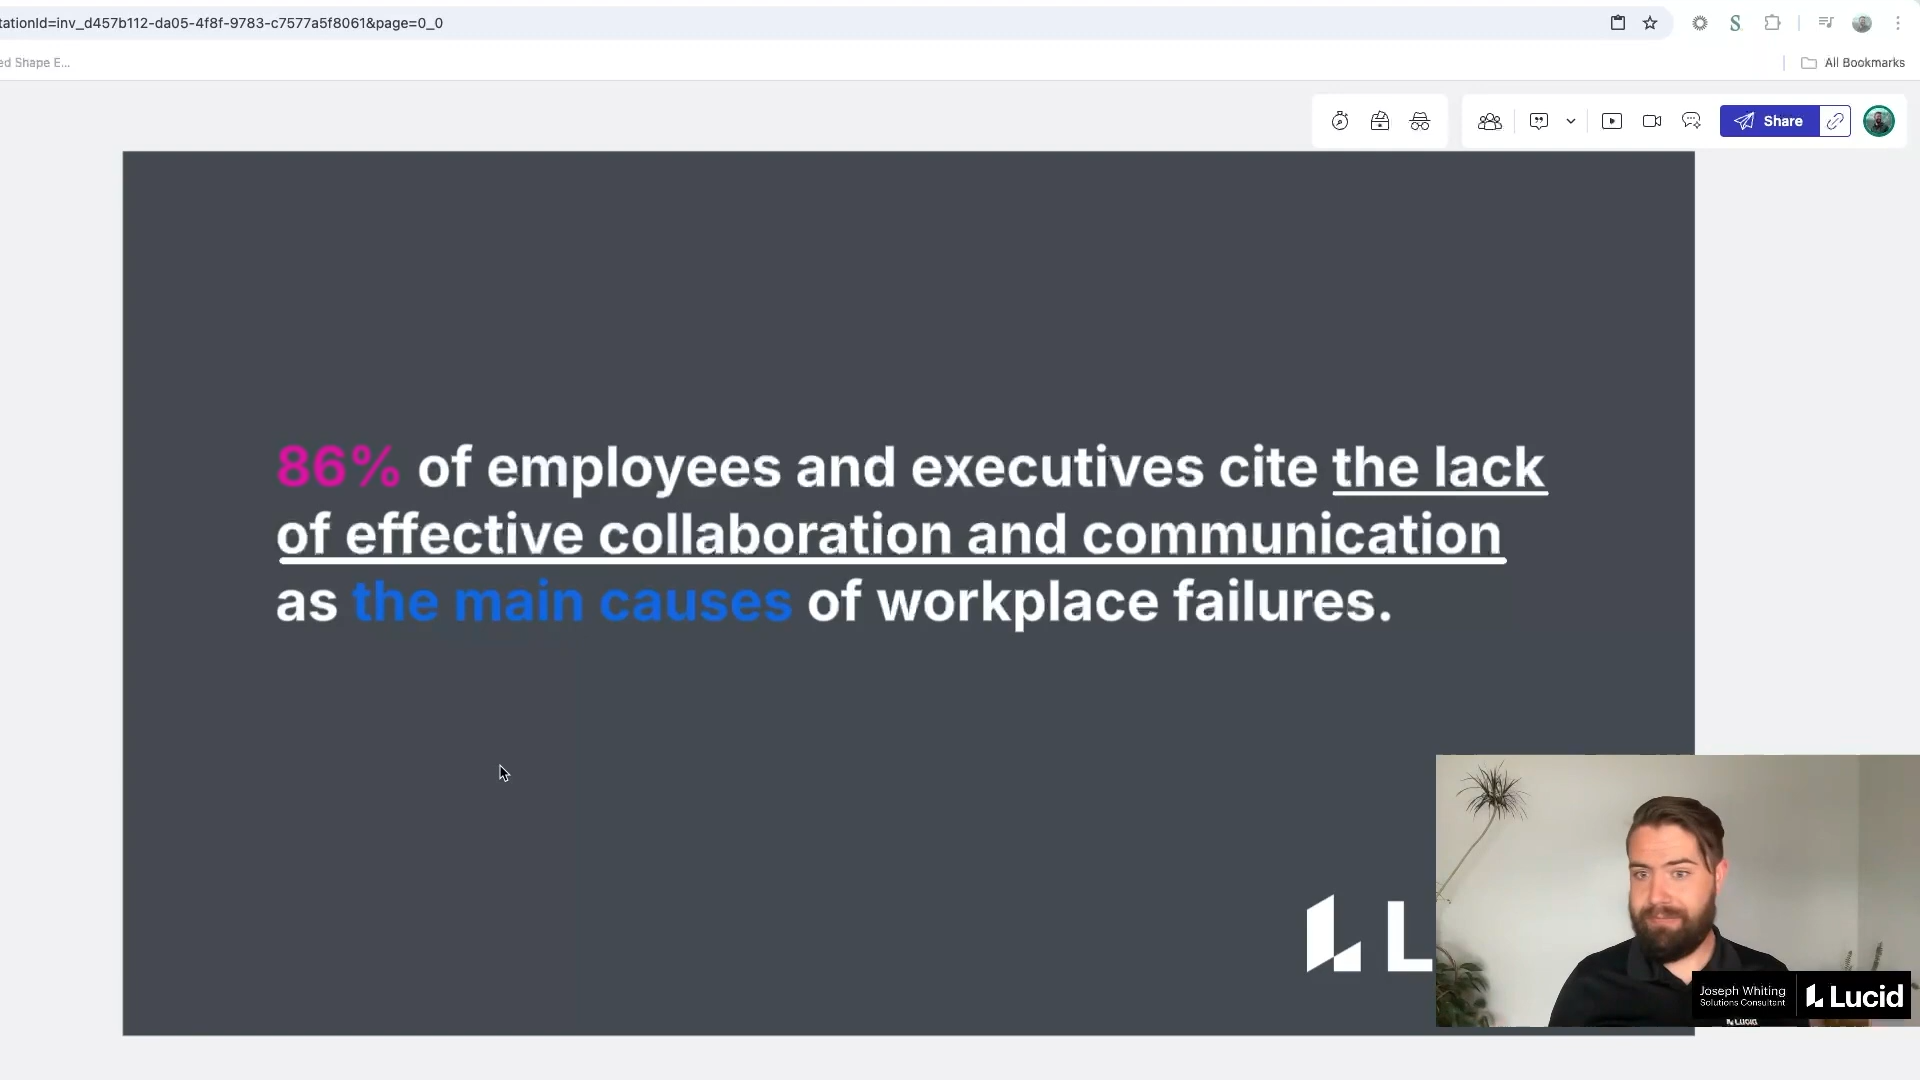 tationId=inv_d457b112-da05-4f8f-9783-c7577a5f8061&page=0_0
ed Shape E...
All Bookmarks
Share
86% of employees and executives cite the lack
of effective collaboration and communication
as the main causes of workplace failures.
L
Joseph Whiting
Solutions Consultant
Lucid
Lucid